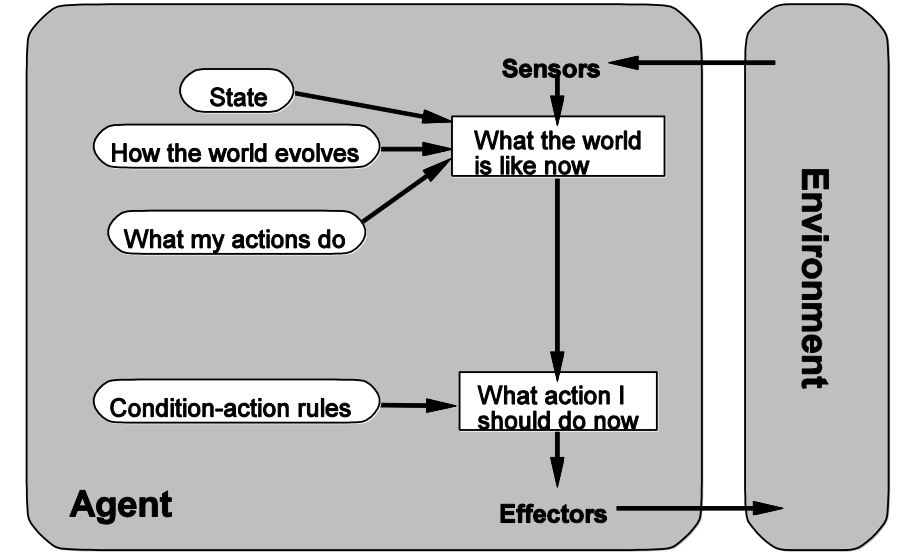 Sensors
State
What the world
is like now
How the world evolves
What my actions do
Environment
What action I
should do now
Condition-action rules
Agent
Effectors